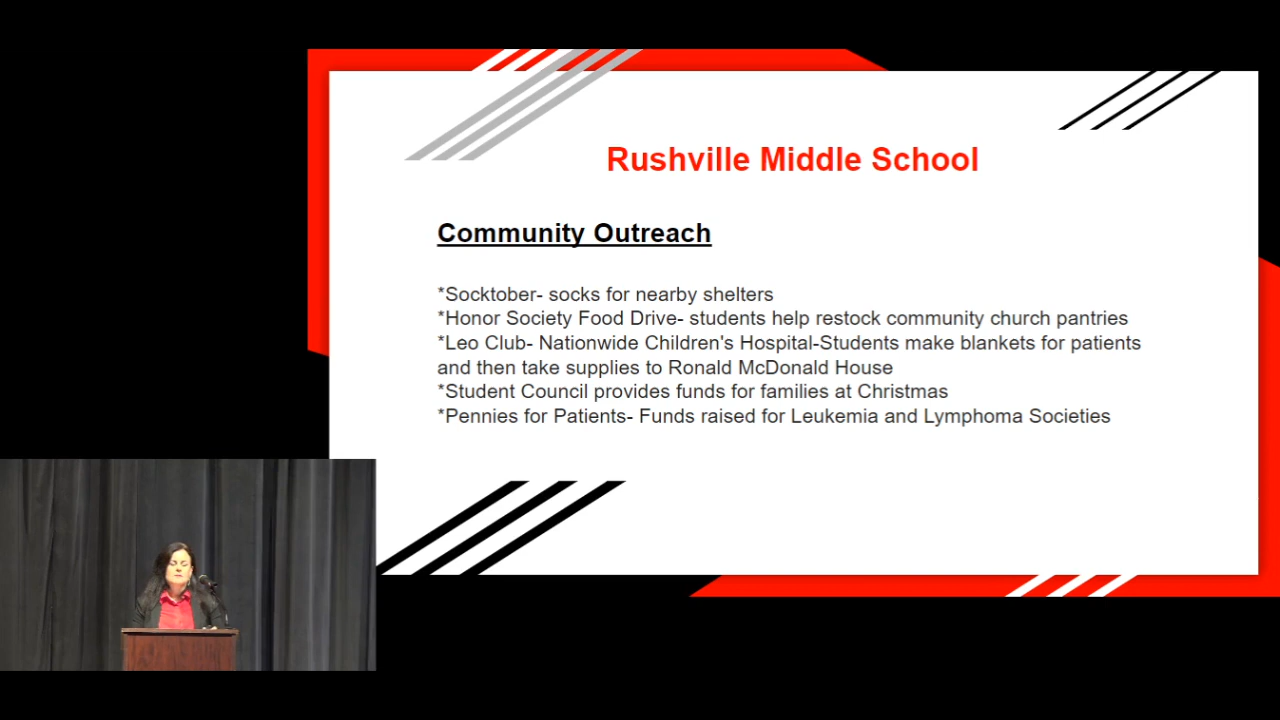 Rushville Middle School
Community Outreach
*Socktober- socks for nearby shelters
*Honor Society Food Drive- students help restock community church pantries
*Leo Club- Nationwide Children's Hospital-Students make blankets for patients
and then take supplies to Ronald McDonald House
*Student Council provides funds for families at Christmas
*Pennies for Patients- Funds raised for Leukemia and Lymphoma Societies